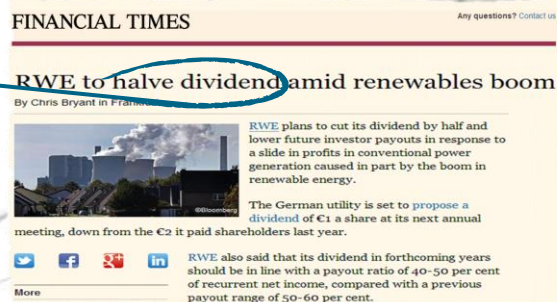 FINANCIAL TIMES
Any questions? Contact us
RWE to halve dividend amid renewables boom
By Chris Bryant in
©Bloomberg
RWE plans to cut its dividend by half and
lower future investor payouts in response to
a slide in profits in conventional power
generation caused in part by the boom in
renewable energy.
The German utility is set to propose a
dividend of €1 a share at its next annual
meeting, down from the €2 it paid shareholders last year.
RWE also said that its dividend in forthcoming years
should be in line with a payout ratio of 40-50 per cent
of recurrent net income, compared with a previous
payout range of 50-60 per cent.
More